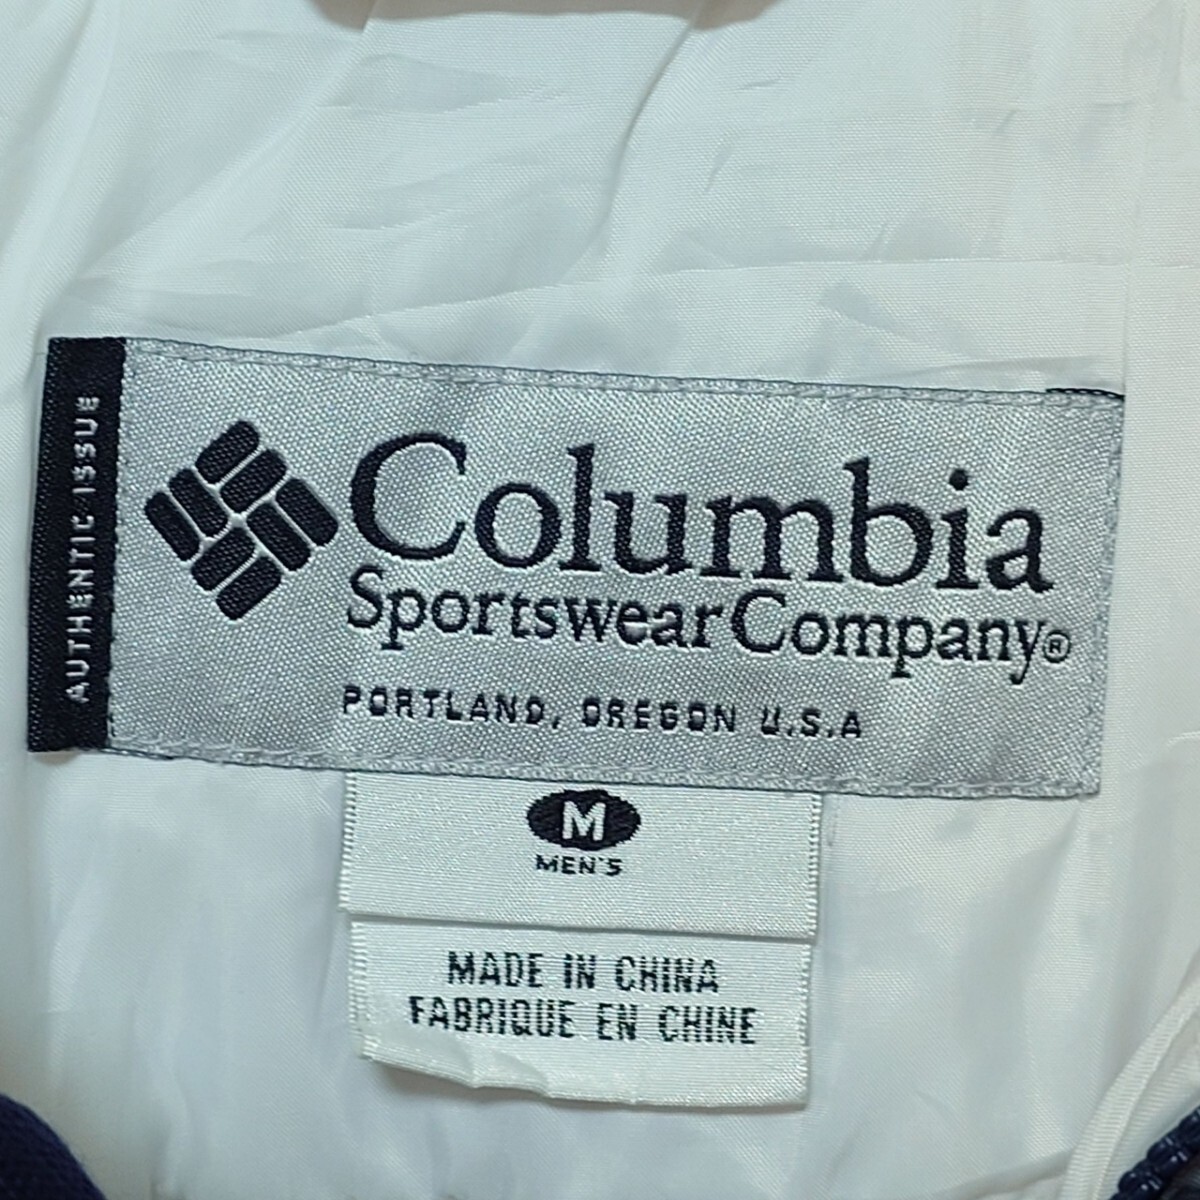 AUTHENTIC ISSUE
Columbia
Sportswear Company®
PORTLAND, OREGON U.S.A
M
MEN'S
MADE IN CHINA
FABRIQUE EN CHINE